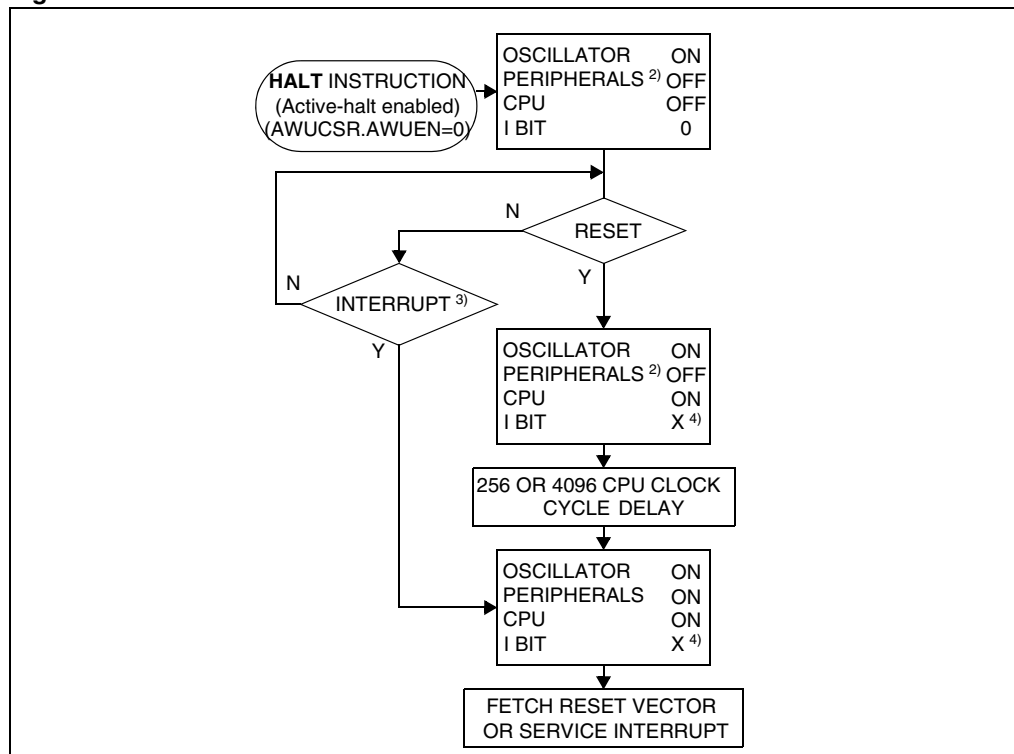 HALT INSTRUCTION
(Active-halt enabled)
(AWUCSR.AWUEN=0)
OSCILLATOR ON
PERIPHERALS 2) OFF
CPU OFF
I BIT 0
N
RESET
Y
N
INTERRUPT 3)
Y
OSCILLATOR ON
PERIPHERALS 2) OFF
CPU ON
I BIT X 4)
256 OR 4096 CPU CLOCK
CYCLE DELAY
OSCILLATOR ON
PERIPHERALS ON
CPU ON
I BIT X 4)
FETCH RESET VECTOR
OR SERVICE INTERRUPT